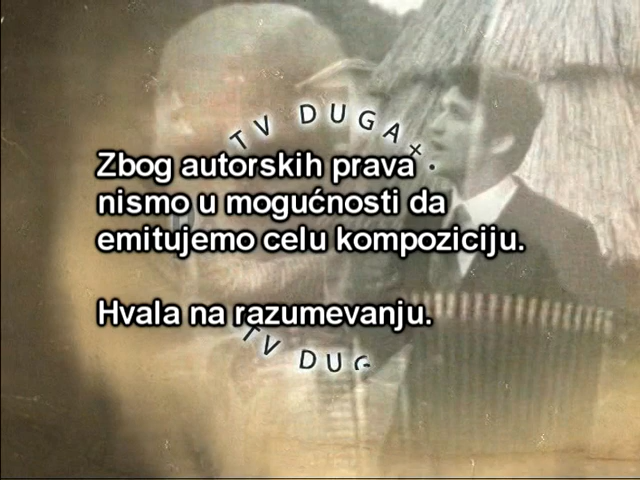 TV DUGA+
Zbog autorskih prava
nismo u mogućnosti da
emitujemo celu kompoziciju.
Hvala na razumevanju.
TV DUG